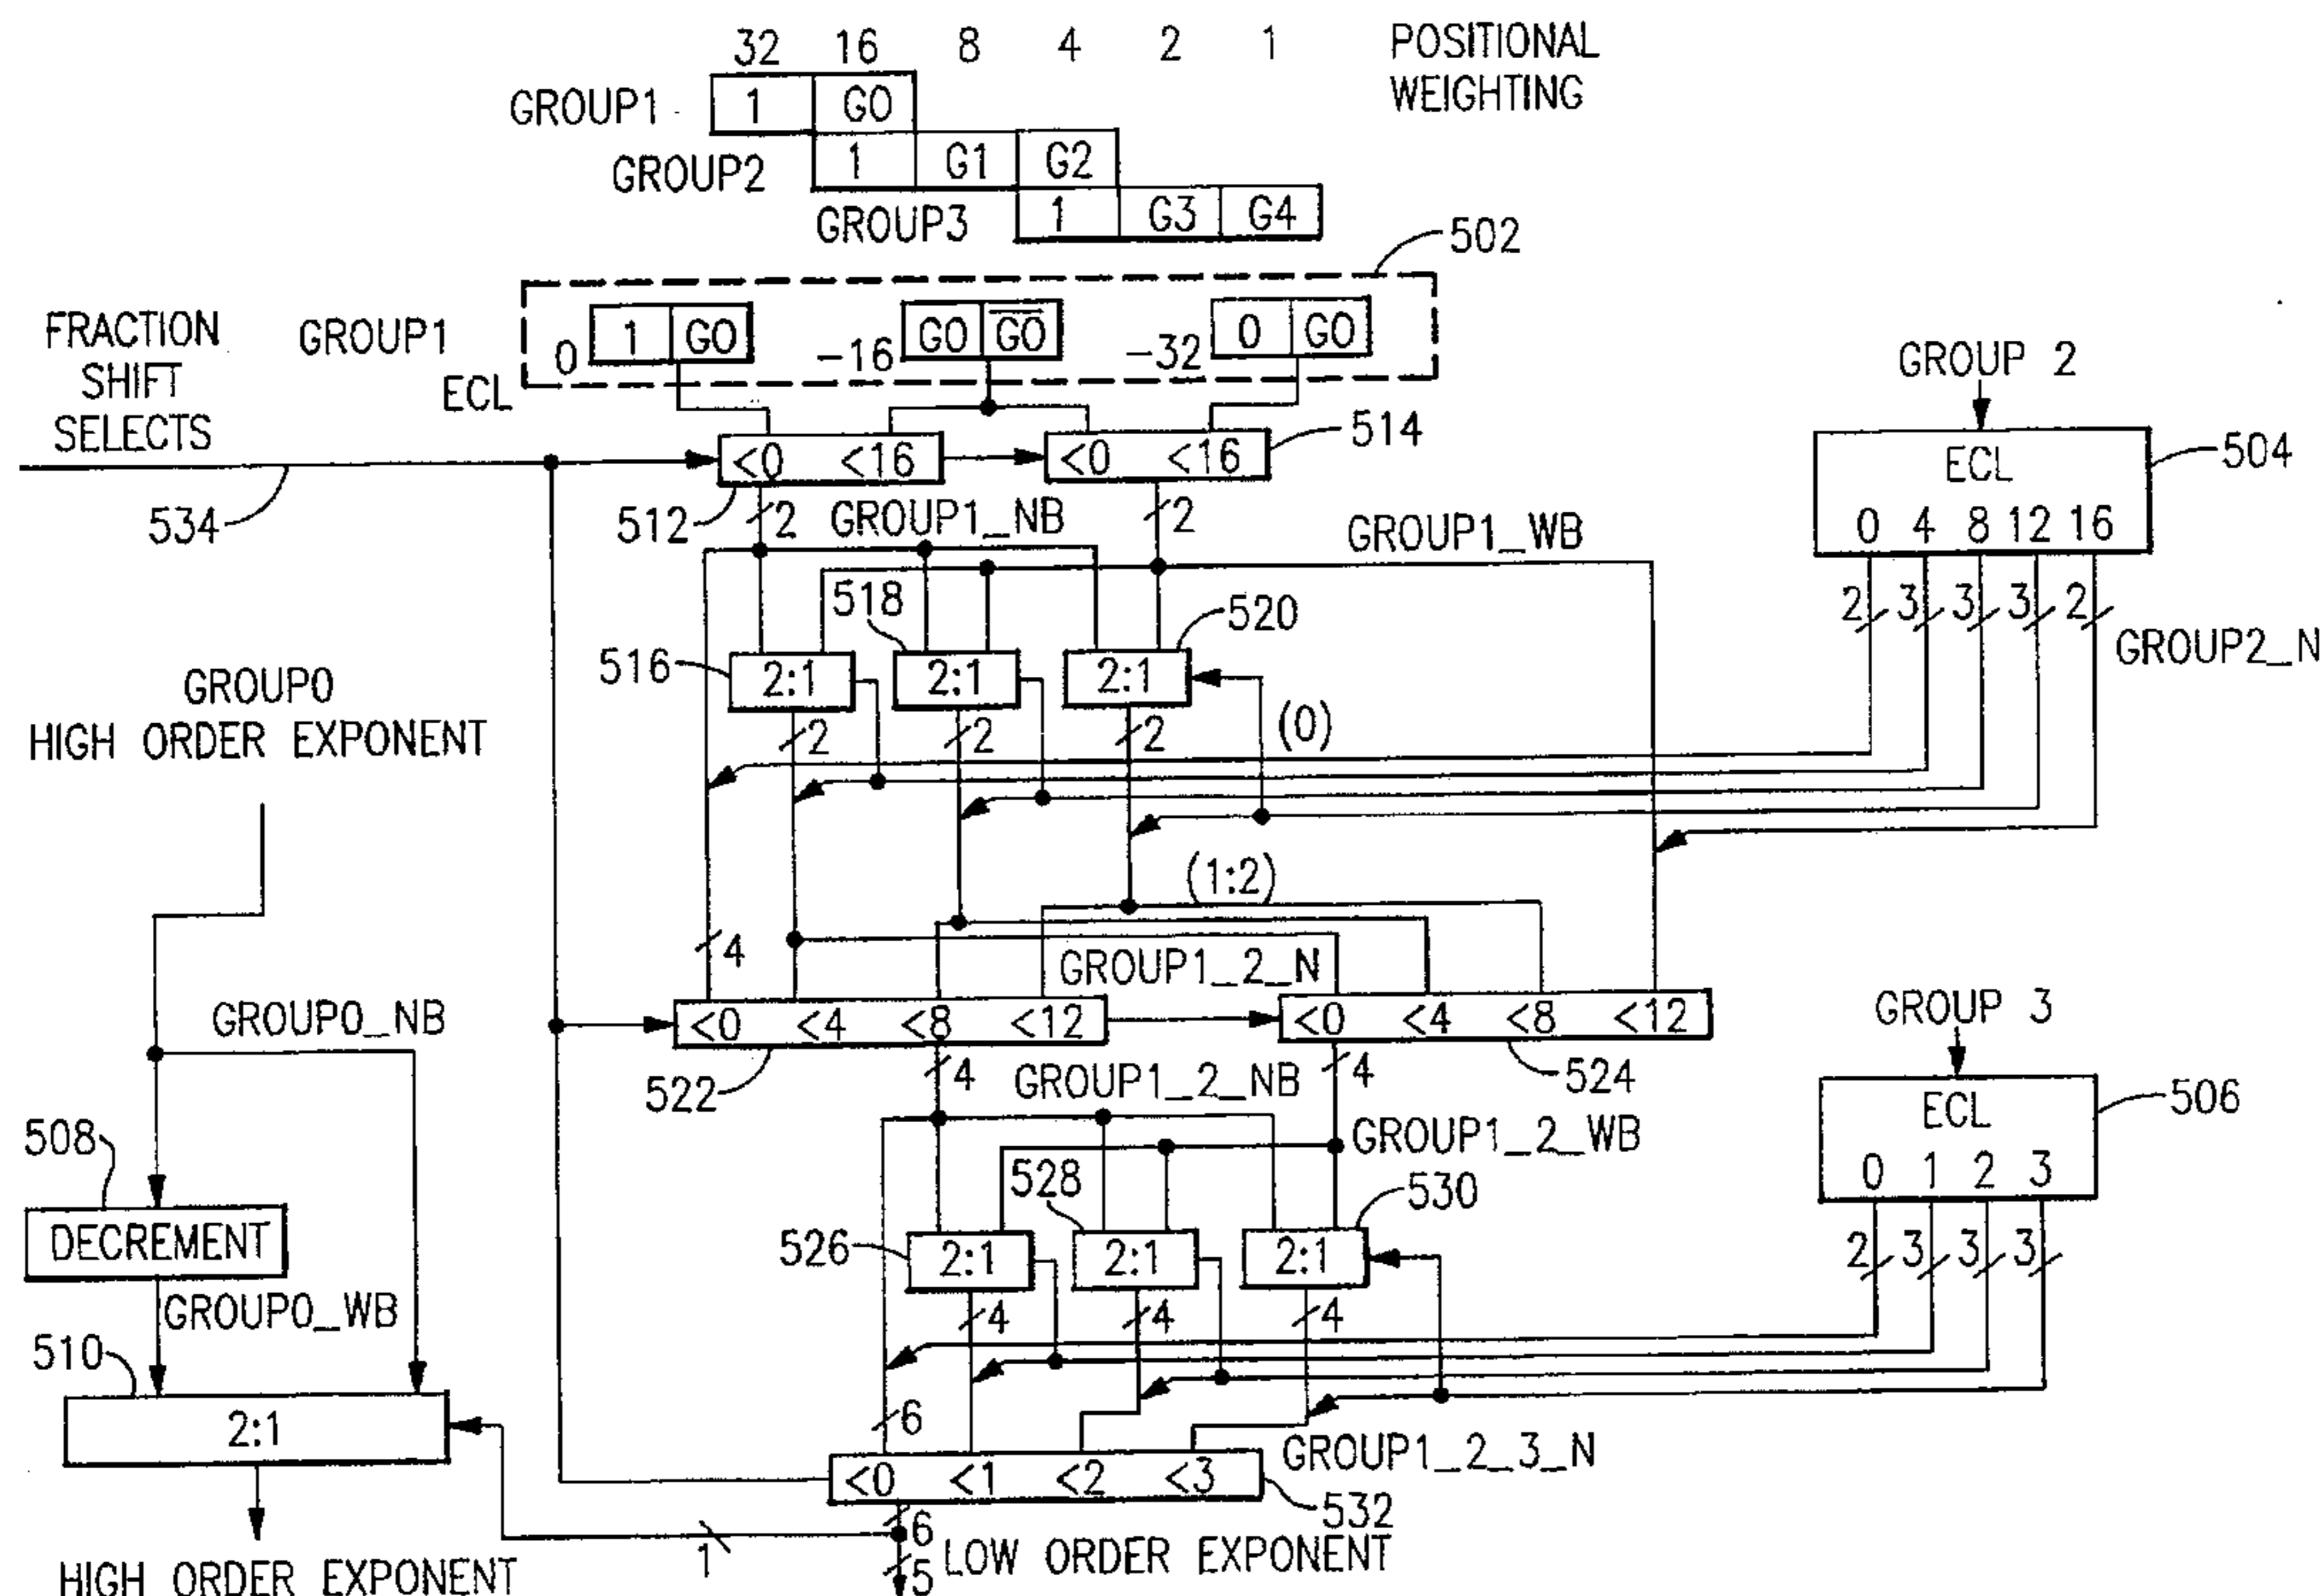 32 16 8 4 2 1 POSITIONAL
WEIGHTING
GROUP1 1 G0
GROUP2 1 G1 G2
GROUP3 1 G3 G4
502
FRACTION
SHIFT
SELECTS
GROUP1
ECL
0 1 G0 -16 G0 G0 -32 0 G0
GROUP 2
<0 <16 <0 <16 514
ECL 504
0 4 8 12 16
534 512 2 GROUP1_NB 2 GROUP1_WB
2 3 3 3 2
GROUP2_N
518 520
516 2:1 2:1 2:1
GROUP0
HIGH ORDER EXPONENT
2 2 2 (0)
(1:2)
4 GROUP1_2_N
<0 <4 <8 <12 <0 <4 <8 <12
GROUP 3
GROUP0_NB
522 4 GROUP1_2_NB 4 524
ECL 506
0 1 2 3
508
DECREMENT
GROUP1_2_WB
528 530
526 2:1 2:1 2:1
2 3 3 3
GROUP0_WB
4 4 4
510
2:1
6 GROUP1_2_3_N
<0 <1 <2 <3
532
6
1 5 LOW ORDER EXPONENT
HIGH ORDER EXPONENT